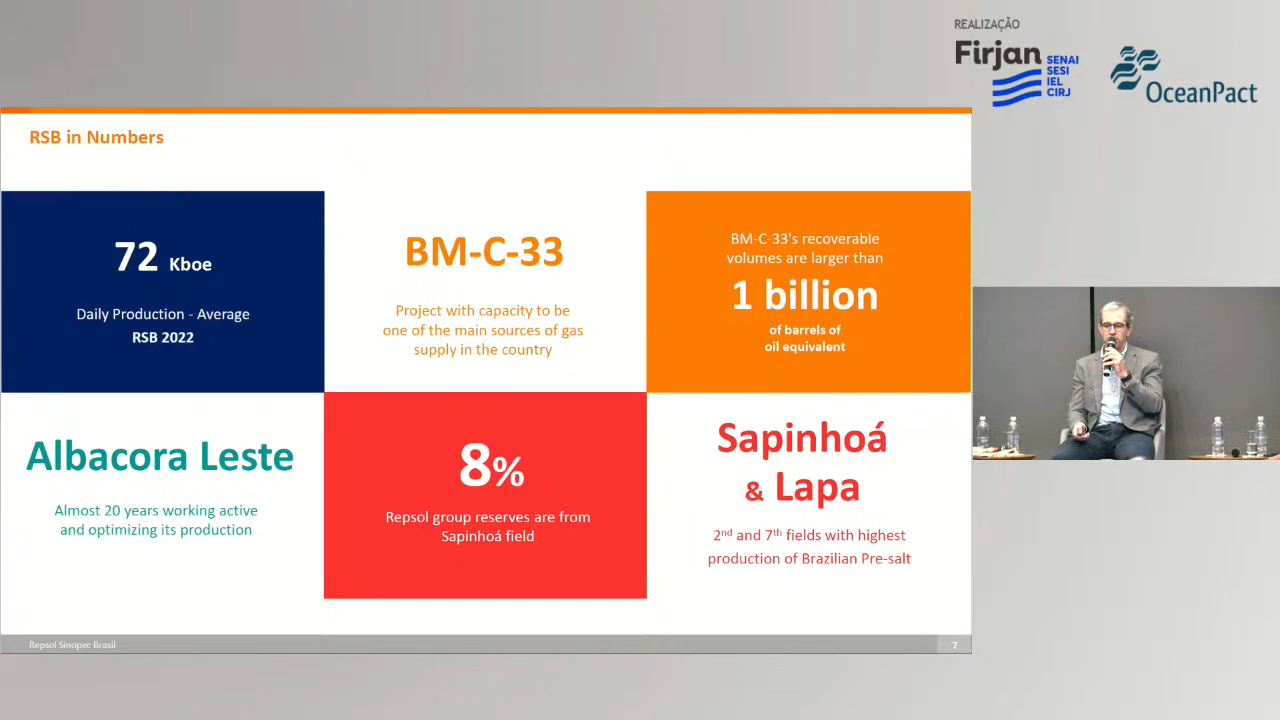 REALIZAÇÃO
Firjan
SENAI
SESI
IEL
CIRJ
OceanPact
RSB in Numbers
72 Kboe
Daily Production - Average
RSB 2022
BM-C-33
Project with capacity to be
one of the main sources of gas
supply in the country
BM-C-33's recoverable
volumes are larger than
1 billion
of barrels of
oil equivalent
Albacora Leste
Almost 20 years working active
and optimizing its production
8%
Repsol group reserves are from
Sapinhoá field
Sapinhoá
& Lapa
2nd and 7th fields with highest
production of Brazilian Pre-salt
Repsol Sinopec Brasil
7